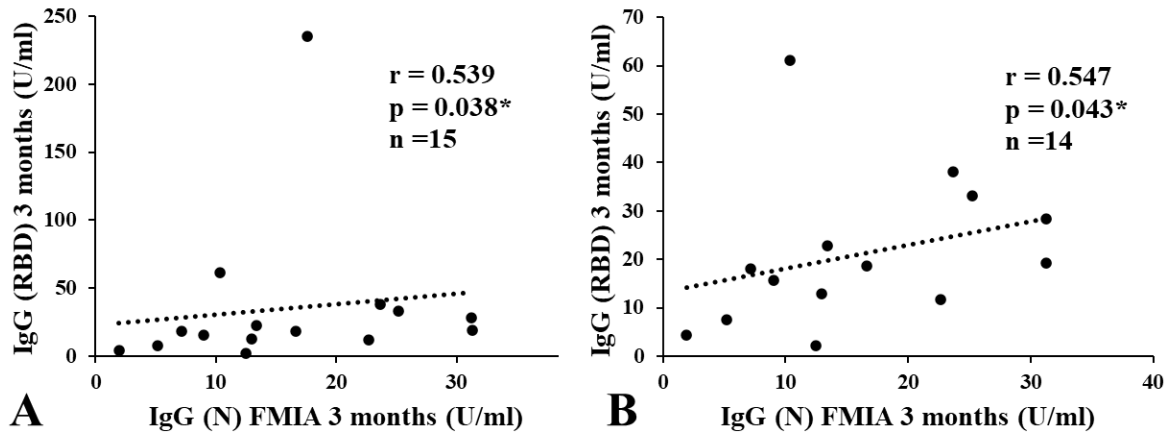 250
200
150
100
50
0
0
10
20
30
IgG (RBD) 3 months (U/ml)
r = 0.539
p = 0.038*
n =15
IgG (N) FMIA 3 months (U/ml)
A
70
60
50
40
30
20
10
0
0
10
20
30
40
IgG (RBD) 3 months (U/ml)
r = 0.547
p = 0.043*
n =14
IgG (N) FMIA 3 months (U/ml)
B